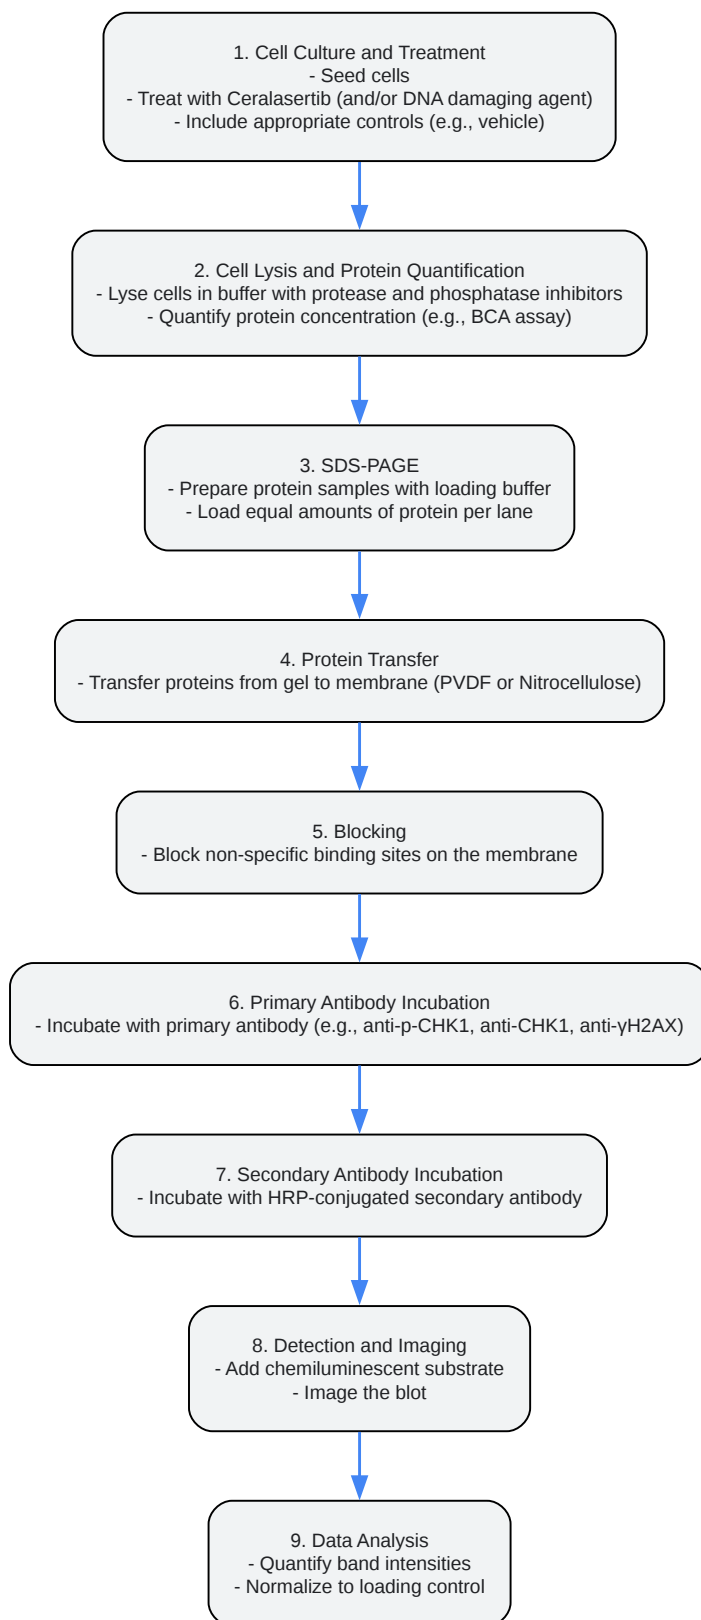 1. Cell Culture and Treatment
- Seed cells
- Treat with Ceralasertib (and/or DNA damaging agent)
- Include appropriate controls (e.g., vehicle)
2. Cell Lysis and Protein Quantification
- Lyse cells in buffer with protease and phosphatase inhibitors
- Quantify protein concentration (e.g., BCA assay)
3. SDS-PAGE
- Prepare protein samples with loading buffer
- Load equal amounts of protein per lane
4. Protein Transfer
- Transfer proteins from gel to membrane (PVDF or Nitrocellulose)
5. Blocking
- Block non-specific binding sites on the membrane
6. Primary Antibody Incubation
- Incubate with primary antibody (e.g., anti-p-CHK1, anti-CHK1, anti-γH2AX)
7. Secondary Antibody Incubation
- Incubate with HRP-conjugated secondary antibody
8. Detection and Imaging
- Add chemiluminescent substrate
- Image the blot
9. Data Analysis
- Quantify band intensities
- Normalize to loading control